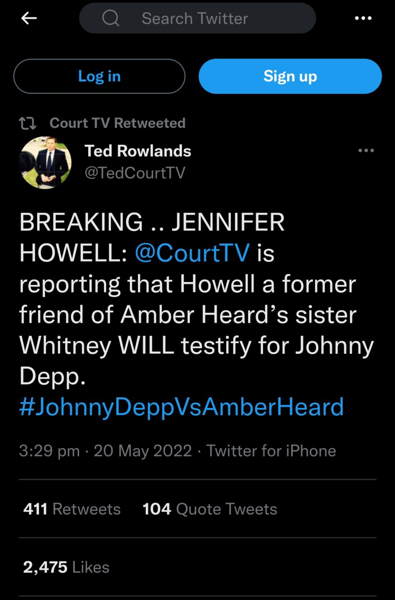 Search Twitter
Log in
Sign up
Court TV Retweeted
Ted Rowlands
@TedCourtTV
BREAKING .. JENNIFER
HOWELL: @CourtTV is
reporting that Howell a former
friend of Amber Heard’s sister
Whitney WILL testify for Johnny
Depp.
#JohnnyDeppVsAmberHeard
3:29 pm · 20 May 2022 · Twitter for iPhone
411 Retweets 104 Quote Tweets
2,475 Likes